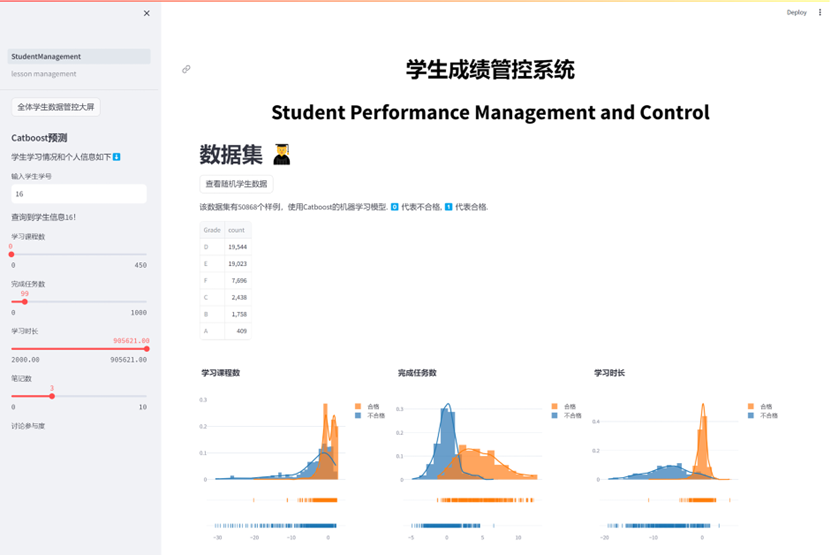 Deploy
StudentManagement
lesson management
全体学生数据管控大屏
Catboost预测
学生学习情况和个人信息如下⬇️
输入学生学号
16
查询到学生信息16!
学习课程数
0
0 450
完成任务数
99
0 1000
学习时长
905621.00
2000.00 905621.00
笔记数
3
0 10
讨论参与度
学生成绩管控系统
Student Performance Management and Control
数据集
查看随机学生数据
该数据集有50868个样例, 使用Catboost的机器学习模型. 0 代表不合格, 1 代表合格.
Grade count
D 19,544
E 19,023
F 7,696
C 2,438
B 1,758
A 409
学习课程数
合格
不合格
0.3
0.2
0.1
0
−30 −20 −10 0
完成任务数
合格
不合格
0.3
0.2
0.1
0
−5 0 5 10
学习时长
合格
不合格
0.4
0.2
0
−20 −15 −10 −5 0 5